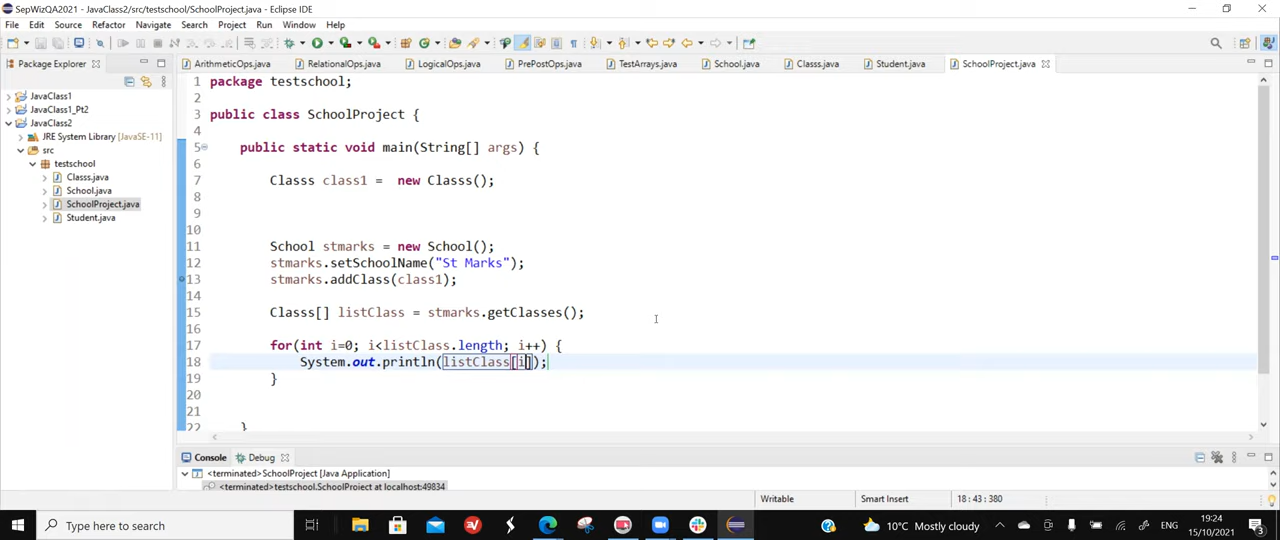 SepWizQA2021 - JavaClass2/src/testschool/SchoolProject.java - Eclipse IDE
File Edit Source Refactor Navigate Search Project Run Window Help
Package Explorer
ArithmeticOps.java RelationalOps.java LogicalOps.java PrePostOps.java TestArrays.java School.java Classs.java Student.java SchoolProject.java
JavaClass1
JavaClass1_Pt2
JavaClass2
JRE System Library [JavaSE-11]
src
testschool
Classs.java
School.java
SchoolProject.java
Student.java
1 package testschool;
2
3 public class SchoolProject {
4
5 public static void main(String[] args) {
6
7 Classs class1 = new Classs();
8
9
10
11 School stmarks = new School();
12 stmarks.setSchoolName("St Marks");
13 stmarks.addClass(class1);
14
15 Classs[] listClass = stmarks.getClasses();
16
17 for(int i=0; i<listClass.length; i++) {
18 System.out.println(listClass[i]);
19 }
20
21
22 }
Console Debug
<terminated>SchoolProject [Java Application]
<terminated>testschool.SchoolProject at localhost:49834
Writable Smart Insert 18 : 43 : 380
Type here to search
10°C Mostly cloudy
ENG
19:24
15/10/2021
3